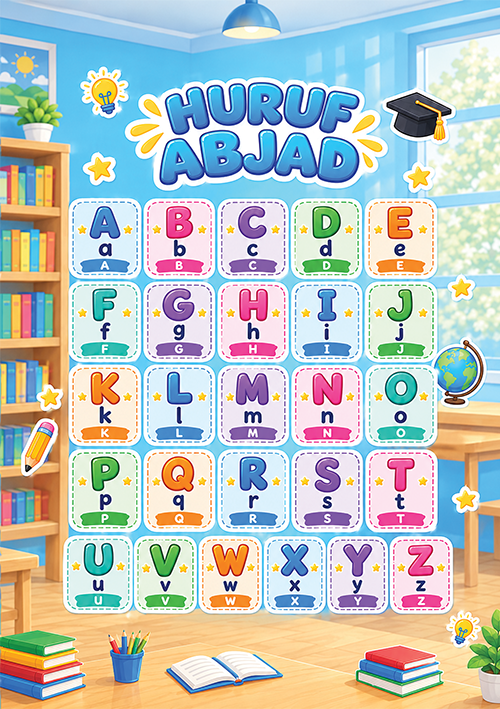 HURUF
ABJAD
A B C D E
a b c d e
A B C D E
F G H I J
f g h i j
F G H I J
K L M N O
k l m n o
K L M N O
P Q R S T
p q r s t
P Q R S T
U V W X Y Z
u v w x y z
U V W X Y Z